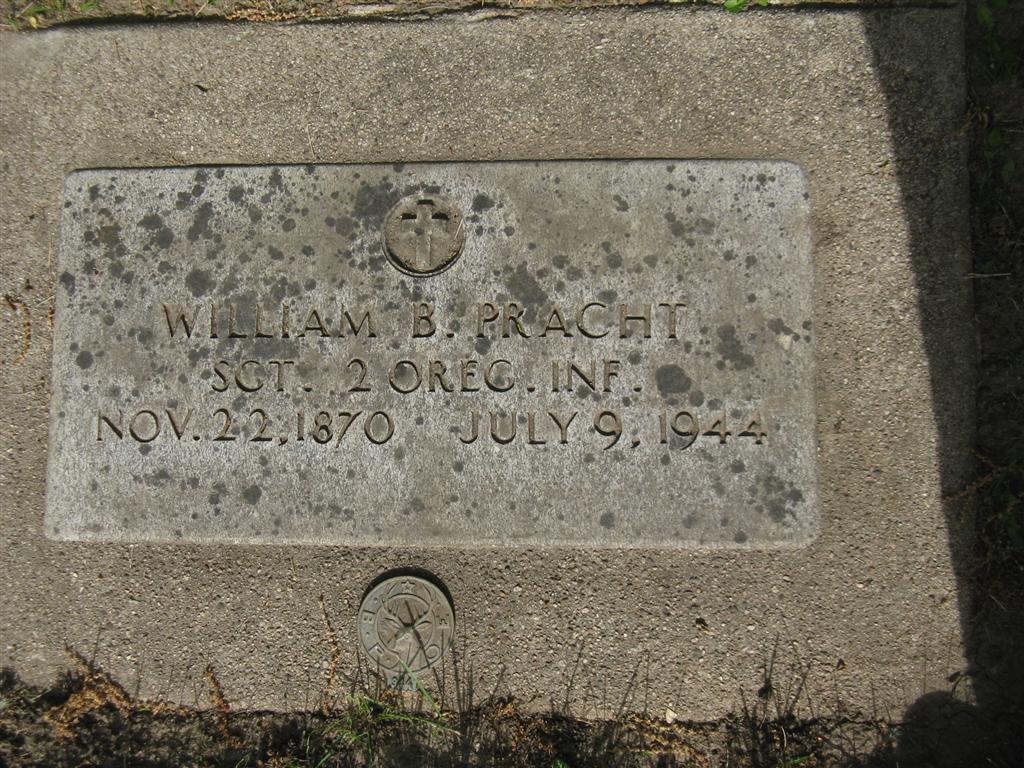 WILLIAM B. PRACHT
SGT. 2 OREG. INF.
NOV. 22, 1870 JULY 9, 1944